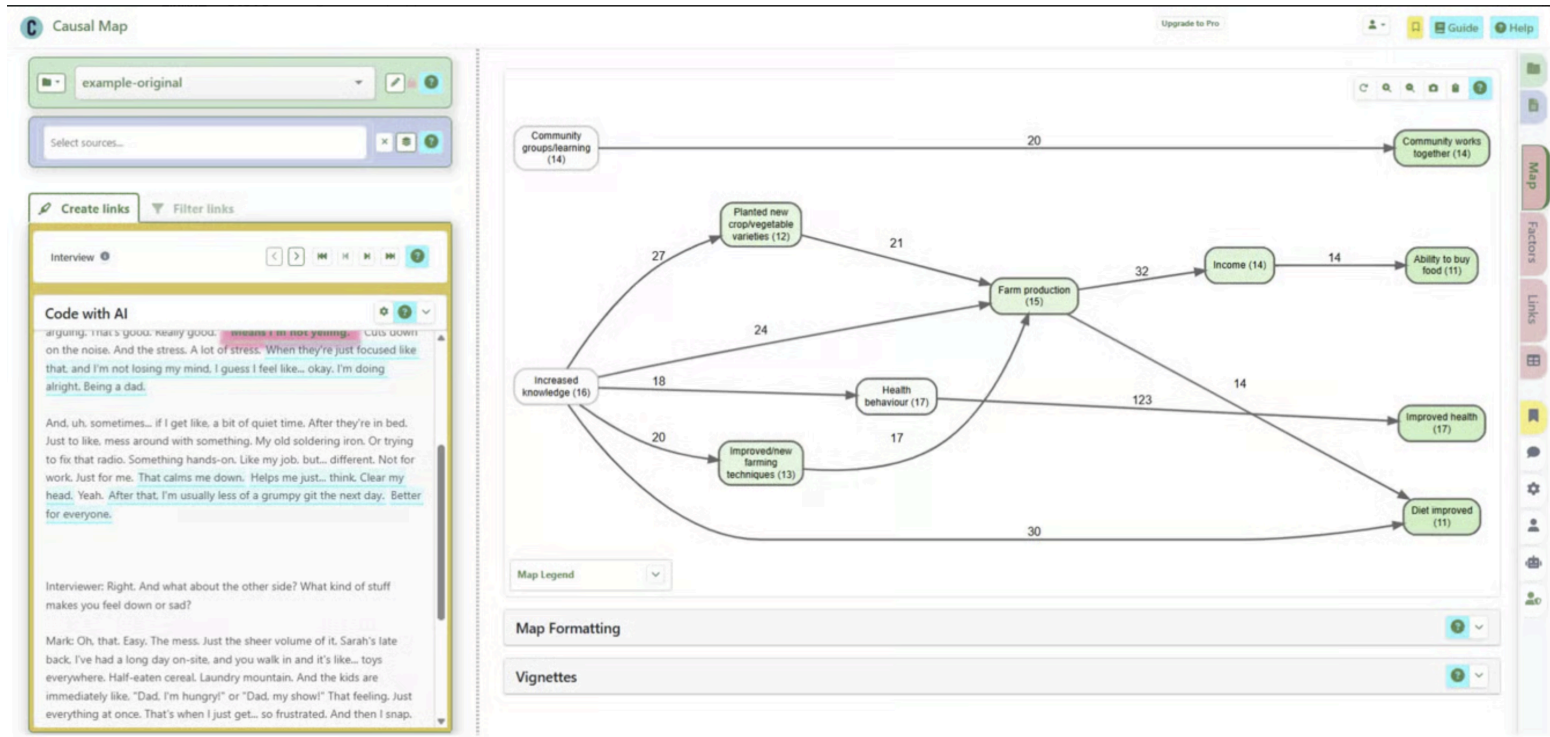 Causal Map
Upgrade to Pro
Guide
Help
example-original
Select sources...
Create links
Filter links
Interview
Code with AI
arguing. That's good. Really good. Means I'm not yelling. Cuts down
on the noise. And the stress. A lot of stress. When they're just focused like
that, and I'm not losing my mind, I guess I feel like... okay. I'm doing
alright. Being a dad.
And, uh, sometimes... if I get like, a bit of quiet time. After they're in bed.
Just to like, mess around with something. My old soldering iron. Or trying
to fix that radio. Something hands-on. Like my job, but... different. Not for
work. Just for me. That calms me down. Helps me just... think. Clear my
head. Yeah. After that, I'm usually less of a grumpy git the next day. Better
for everyone.
Interviewer: Right. And what about the other side? What kind of stuff
makes you feel down or sad?
Mark: Oh, that. Easy. The mess. Just the sheer volume of it. Sarah's late
back, I've had a long day on-site, and you walk in and it's like... toys
everywhere. Half-eaten cereal. Laundry mountain. And the kids are
immediately like, "Dad, I'm hungry!" or "Dad, my show!" That feeling. Just
everything at once. That's when I just get... so frustrated. And then I snap.
Community
groups/learning
(14)
20
Community works
together (14)
Planted new
crop/vegetable
varieties (12)
27
21
Farm production
(15)
32
Income (14)
14
Ability to buy
food (11)
24
Increased
knowledge (16)
18
Health
behaviour (17)
123
14
Improved health
(17)
20
Improved/new
farming
techniques (13)
17
Diet improved
(11)
30
Map Legend
Map Formatting
Vignettes
Map
Factors
Links